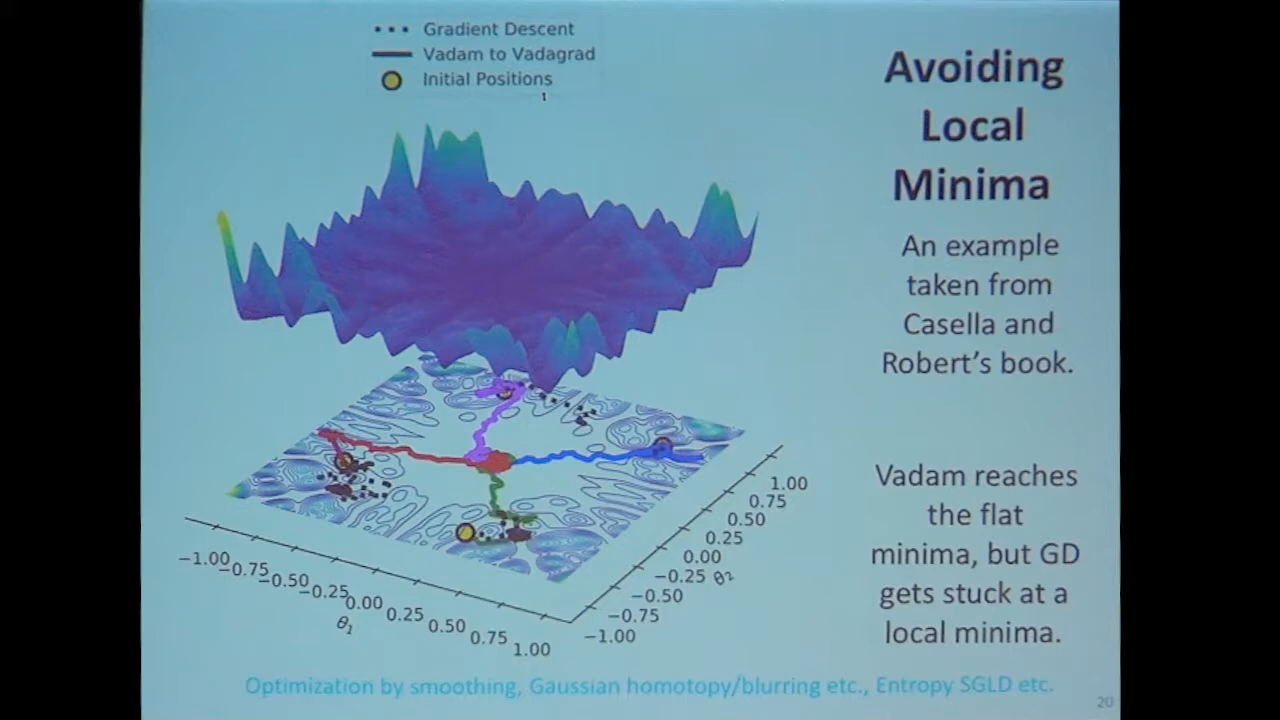 Gradient Descent
Vadam to Vadagrad
Initial Positions
Avoiding
Local
Minima
An example
taken from
Casella and
Robert's book.
Vadam reaches
the flat
minima, but GD
gets stuck at a
local minima.
−1.00
−0.75
−0.50
−0.25
0.00
0.25
0.50
0.75
1.00
θ1
1.00
0.75
0.50
0.25
0.00
−0.25
−0.50
−0.75
−1.00
θ2
Optimization by smoothing, Gaussian homotopy/blurring etc., Entropy SGLD etc.
20